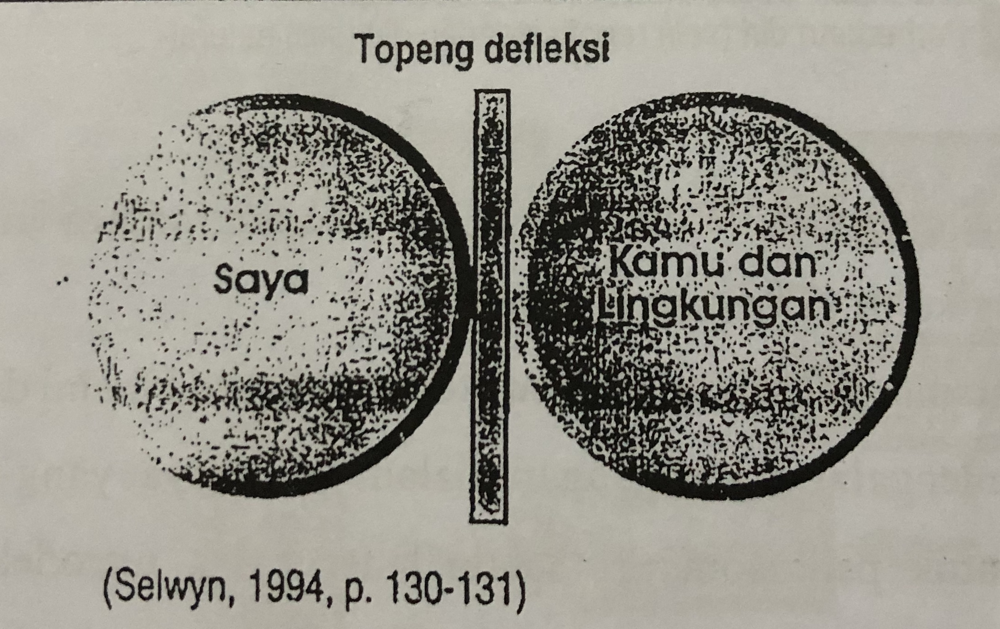 Topeng defleksi
Saya
Kamu dan
Lingkungan
(Selwyn, 1994, p. 130-131)